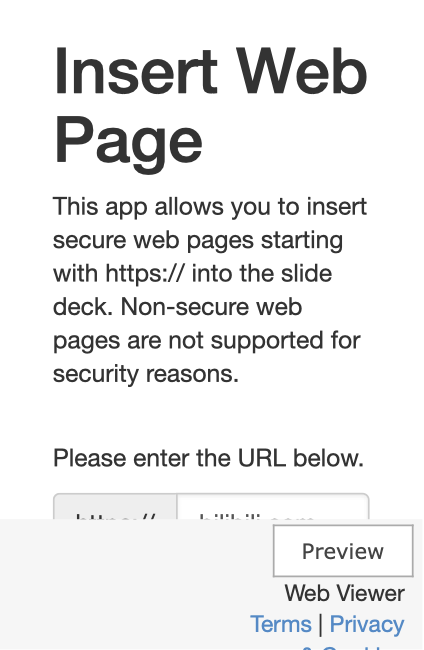 Insert Web
Page
This app allows you to insert
secure web pages starting
with https:// into the slide
deck. Non-secure web
pages are not supported for
security reasons.
Please enter the URL below.
https://
Preview
Web Viewer
Terms | Privacy